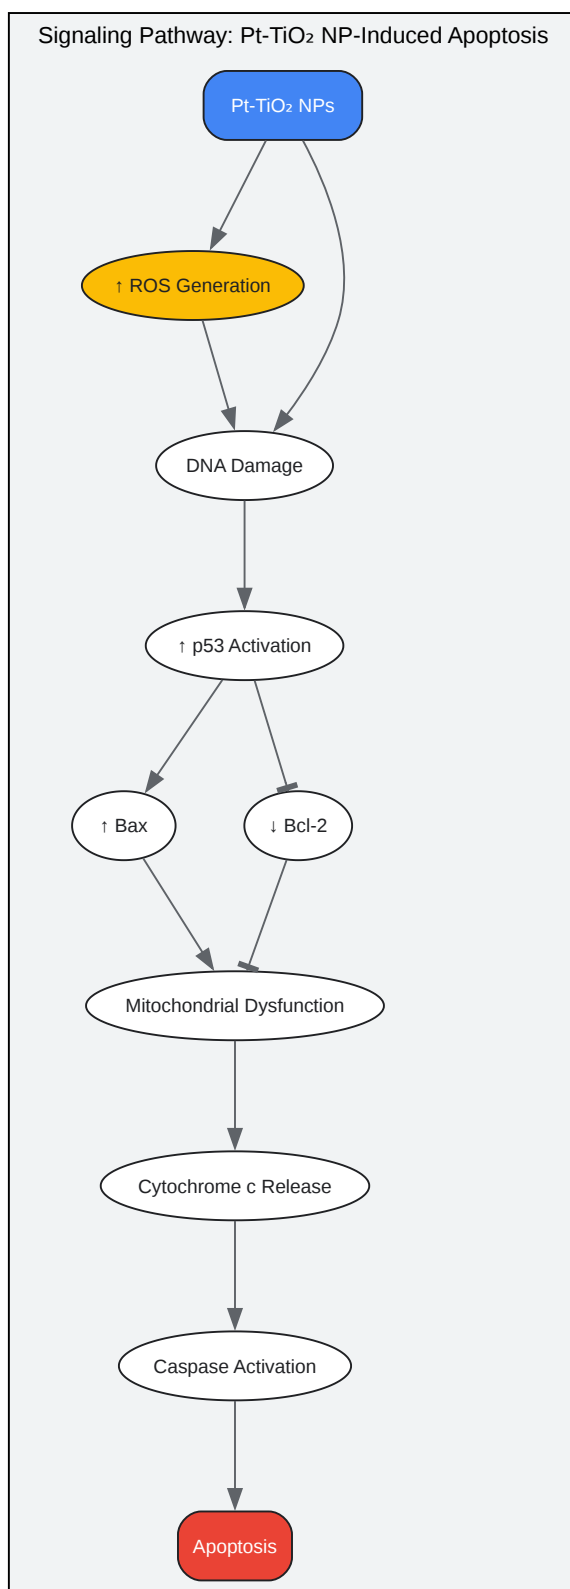 Signaling Pathway: Pt-TiO₂ NP-Induced Apoptosis
Pt-TiO₂ NPs
↑ ROS Generation
DNA Damage
↑ p53 Activation
↑ Bax
↓ Bcl-2
Mitochondrial Dysfunction
Cytochrome c Release
Caspase Activation
Apoptosis